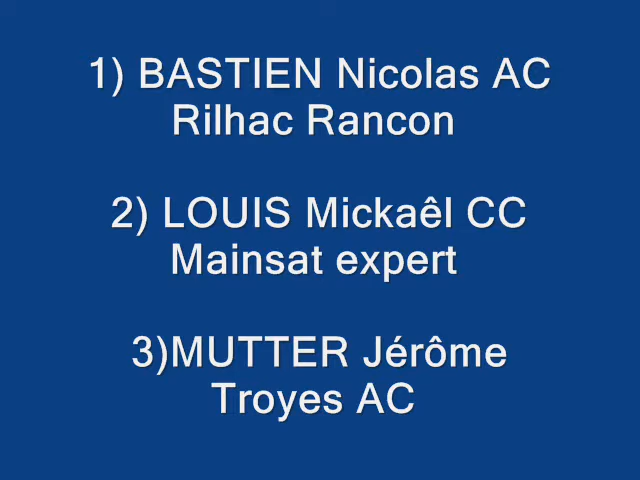 1) BASTIEN Nicolas AC
Rilhac Rancon
2) LOUIS Mickaêl CC
Mainsat expert
3)MUTTER Jérôme
Troyes AC